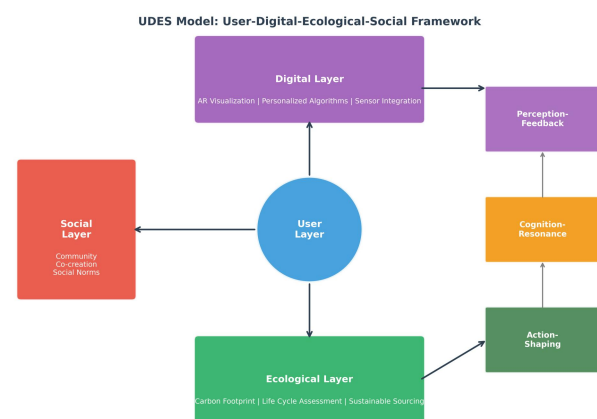 UDES Model: User-Digital-Ecological-Social Framework
Digital Layer
AR Visualization | Personalized Algorithms | Sensor Integration
Perception-
Feedback
Social
Layer
Community
Co-creation
Social Norms
User
Layer
Cognition-
Resonance
Action-
Shaping
Ecological Layer
Carbon Footprint | Life Cycle Assessment | Sustainable Sourcing